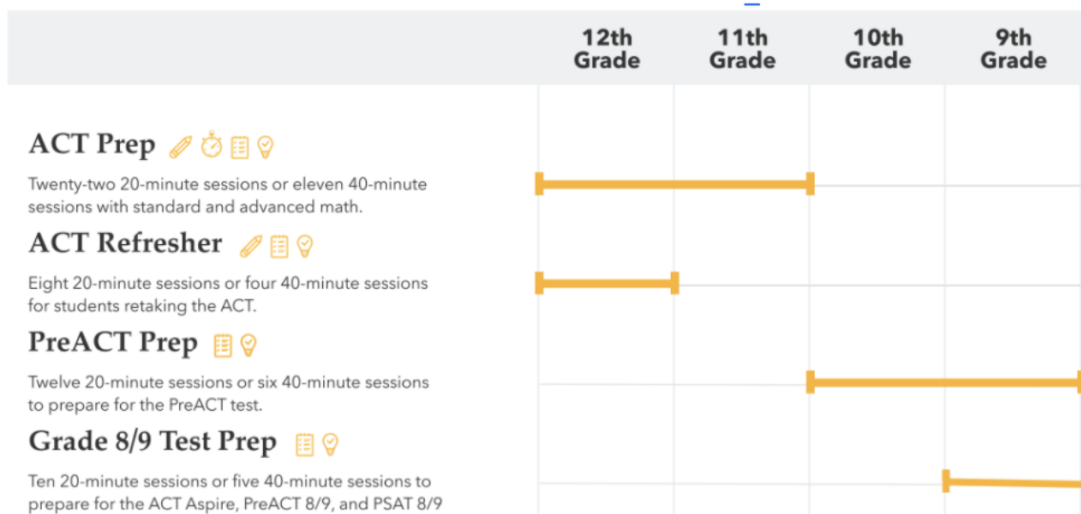 12th Grade
11th Grade
10th Grade
9th Grade
ACT Prep
Twenty-two 20-minute sessions or eleven 40-minute
sessions with standard and advanced math.
ACT Refresher
Eight 20-minute sessions or four 40-minute sessions
for students retaking the ACT.
PreACT Prep
Twelve 20-minute sessions or six 40-minute sessions
to prepare for the PreACT test.
Grade 8/9 Test Prep
Ten 20-minute sessions or five 40-minute sessions to
prepare for the ACT Aspire, PreACT 8/9, and PSAT 8/9